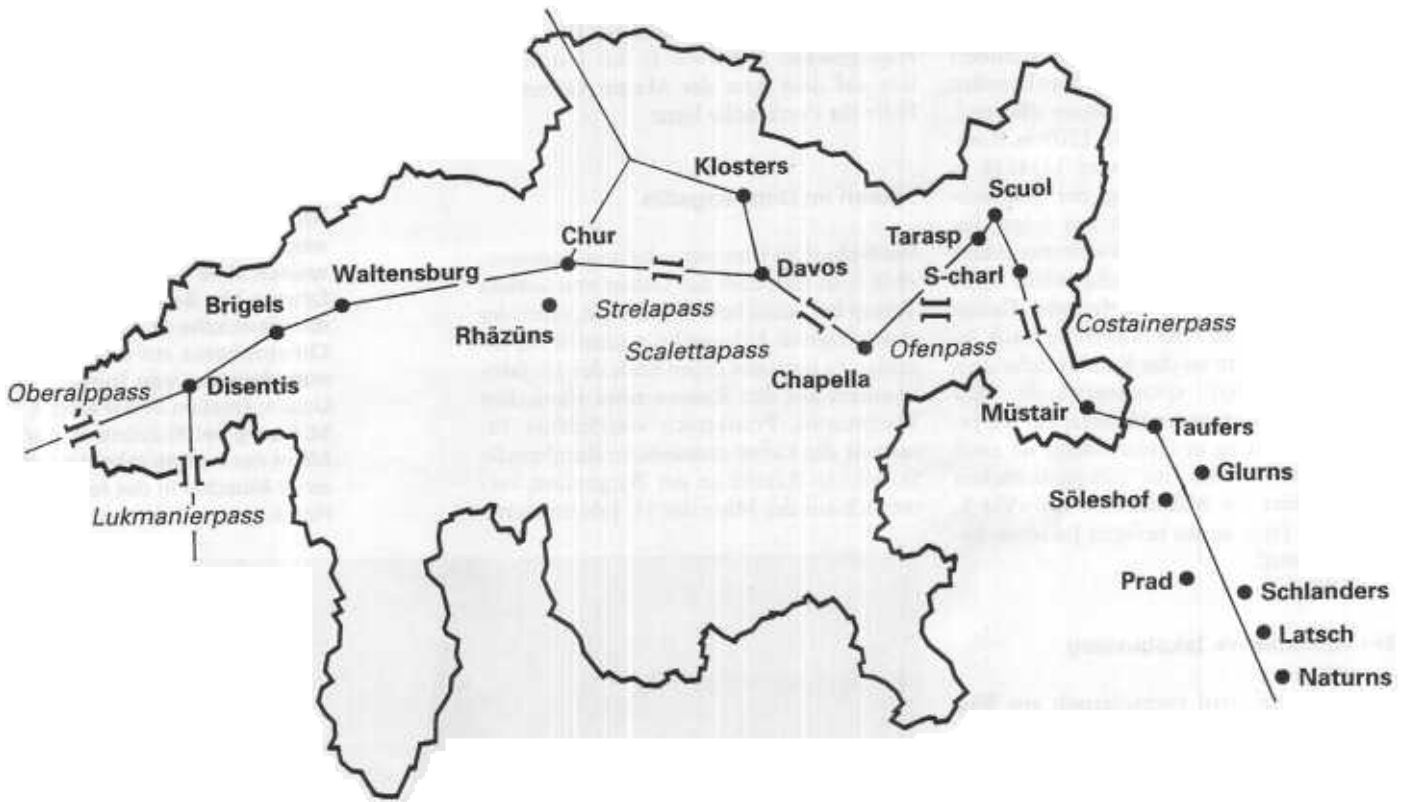 Klosters
Scuol
Chur
Tarasp
Waltensburg
Davos
S-charl
Brigels
Strelapass
Rhäzüns
Costainerpass
Scalettapass
Ofenpass
Chapella
Oberalppass
Disentis
Müstair
Taufers
Glurns
Söleshof
Lukmanierpass
Prad
Schlanders
Latsch
Naturns